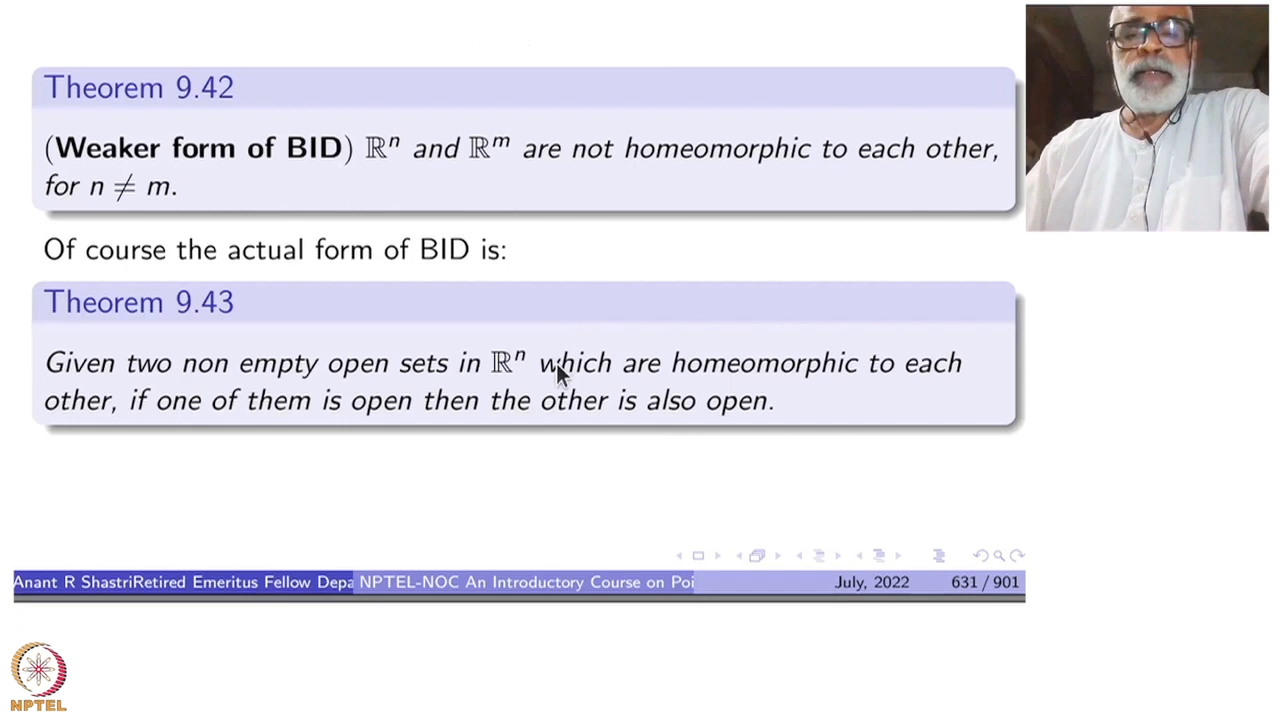 Theorem 9.42
(Weaker form of BID) ℝⁿ and ℝᵐ are not homeomorphic to each other,
for n ≠ m.
Of course the actual form of BID is:
Theorem 9.43
Given two non empty open sets in ℝⁿ which are homeomorphic to each
other, if one of them is open then the other is also open.
Anant R ShastriRetired Emeritus Fellow Depa NPTEL-NOC An Introductory Course on Poi July, 2022 631 / 901
NPTEL